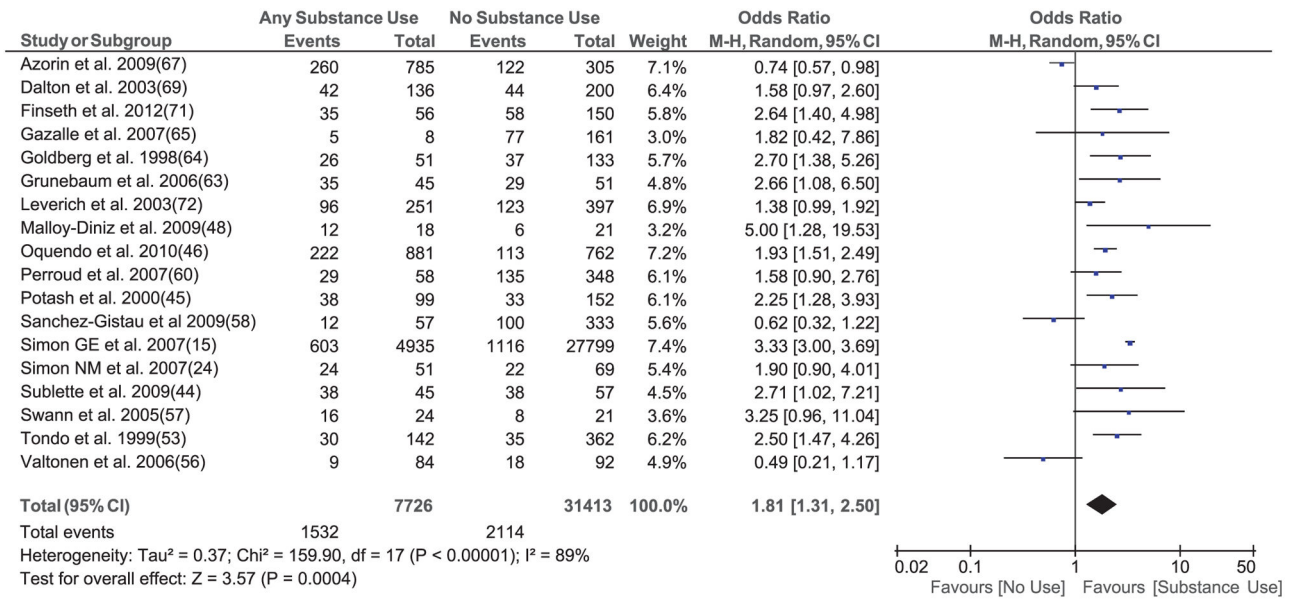 Any Substance Use No Substance Use Odds Ratio Odds Ratio
Study or Subgroup Events Total Events Total Weight M-H, Random, 95% CI M-H, Random, 95% CI
Azorin et al. 2009(67) 260 785 122 305 7.1% 0.74 [0.57, 0.98]
Dalton et al. 2003(69) 42 136 44 200 6.4% 1.58 [0.97, 2.60]
Finseth et al. 2012(71) 35 56 58 150 5.8% 2.64 [1.40, 4.98]
Gazalle et al. 2007(65) 5 8 77 161 3.0% 1.82 [0.42, 7.86]
Goldberg et al. 1998(64) 26 51 37 133 5.7% 2.70 [1.38, 5.26]
Grunebaum et al. 2006(63) 35 45 29 51 4.8% 2.66 [1.08, 6.50]
Leverich et al. 2003(72) 96 251 123 397 6.9% 1.38 [0.99, 1.92]
Malloy-Diniz et al. 2009(48) 12 18 6 21 3.2% 5.00 [1.28, 19.53]
Oquendo et al. 2010(46) 222 881 113 762 7.2% 1.93 [1.51, 2.49]
Perroud et al. 2007(60) 29 58 135 348 6.1% 1.58 [0.90, 2.76]
Potash et al. 2000(45) 38 99 33 152 6.1% 2.25 [1.28, 3.93]
Sanchez-Gistau et al 2009(58) 12 57 100 333 5.6% 0.62 [0.32, 1.22]
Simon GE et al. 2007(15) 603 4935 1116 27799 7.4% 3.33 [3.00, 3.69]
Simon NM et al. 2007(24) 24 51 22 69 5.4% 1.90 [0.90, 4.01]
Sublette et al. 2009(44) 38 45 38 57 4.5% 2.71 [1.02, 7.21]
Swann et al. 2005(57) 16 24 8 21 3.6% 3.25 [0.96, 11.04]
Tondo et al. 1999(53) 30 142 35 362 6.2% 2.50 [1.47, 4.26]
Valtonen et al. 2006(56) 9 84 18 92 4.9% 0.49 [0.21, 1.17]
Total (95% CI) 7726 31413 100.0% 1.81 [1.31, 2.50]
Total events 1532 2114
Heterogeneity: Tau² = 0.37; Chi² = 159.90, df = 17 (P < 0.00001); I² = 89%
Test for overall effect: Z = 3.57 (P = 0.0004)
0.02 0.1 1 10 50
Favours [No Use] Favours [Substance Use]